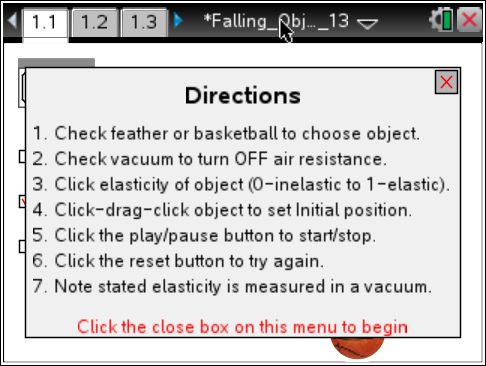 1.1 1.2 1.3 *Falling_Obj..._13
Directions
1. Check feather or basketball to choose object.
2. Check vacuum to turn OFF air resistance.
3. Click elasticity of object (0-inelastic to 1-elastic).
4. Click-drag-click object to set Initial position.
5. Click the play/pause button to start/stop.
6. Click the reset button to try again.
7. Note stated elasticity is measured in a vacuum.
Click the close box on this menu to begin